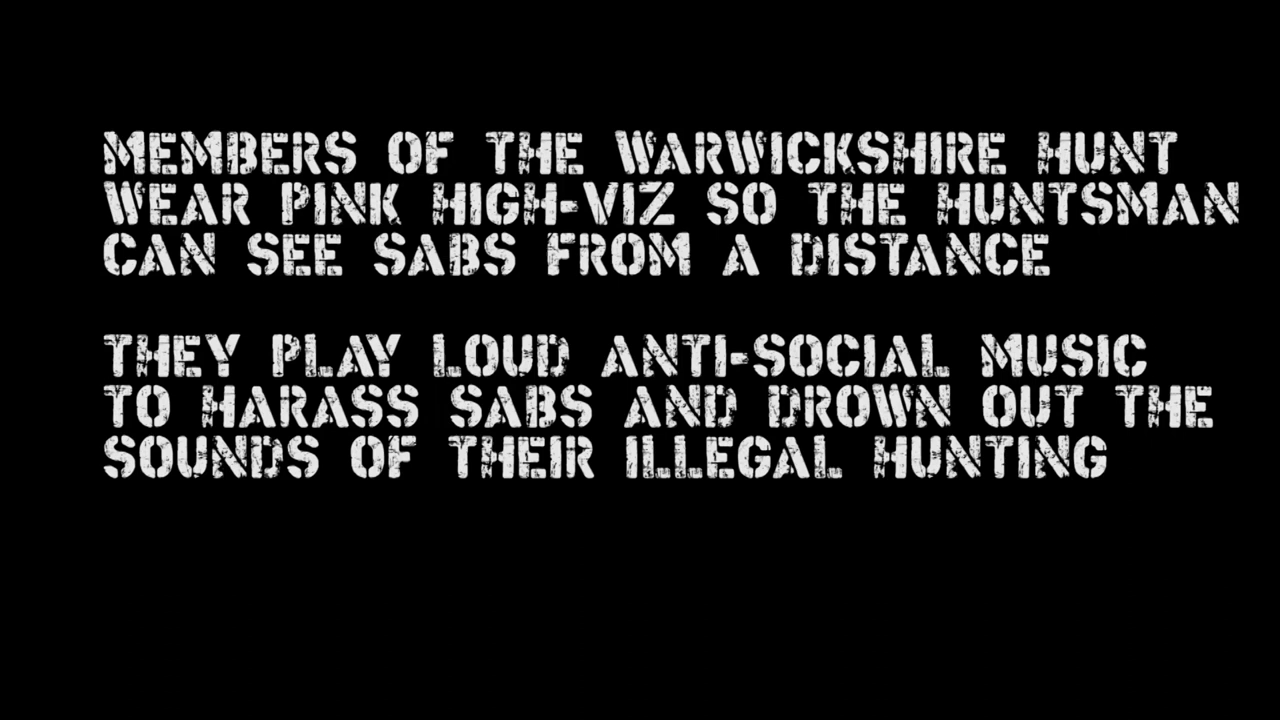 MEMBERS OF THE WARWICKSHIRE HUNT
WEAR PINK HIGH-VIZ SO THE HUNTSMAN
CAN SEE SABS FROM A DISTANCE
THEY PLAY LOUD ANTI-SOCIAL MUSIC
TO HARASS SABS AND DROWN OUT THE
SOUNDS OF THEIR ILLEGAL HUNTING